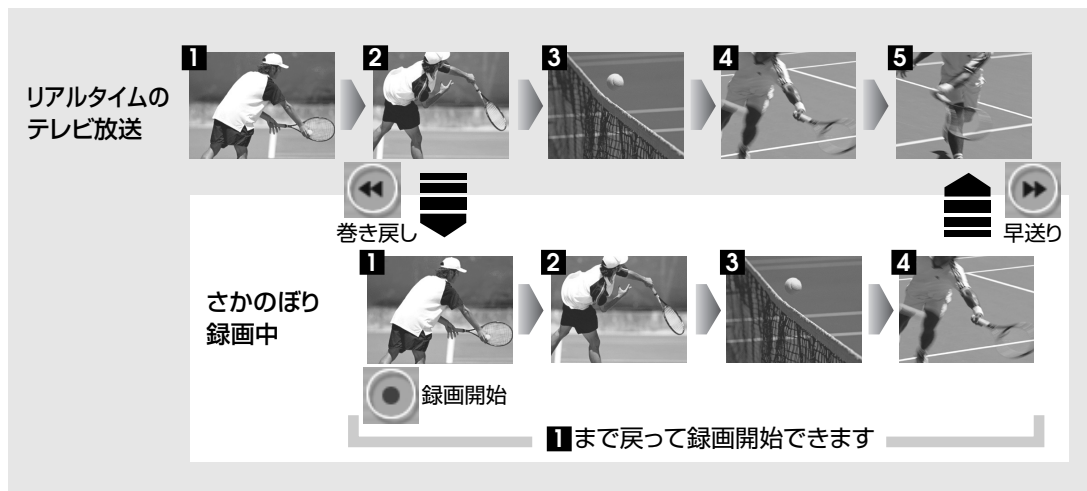 1 2 3 4 5
リアルタイムの
テレビ放送
巻き戻し
早送り
1 2 3 4
さかのぼり
録画中
録画開始
1まで戻って録画開始できます